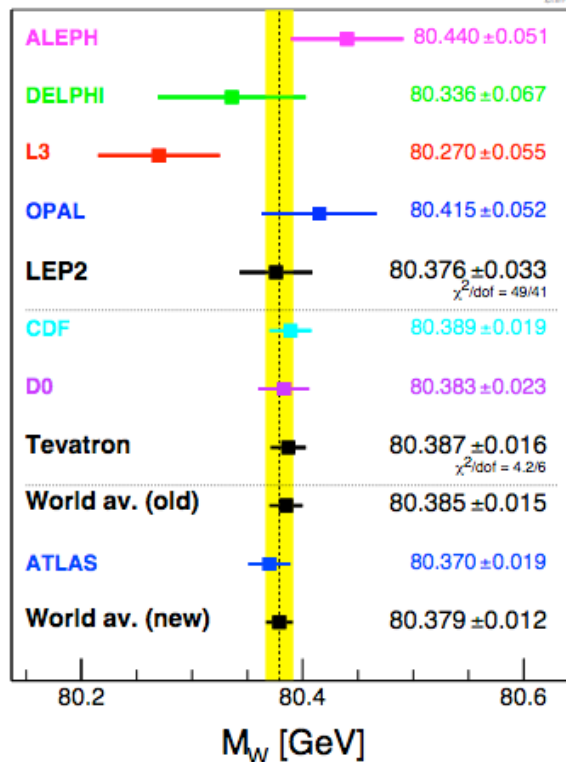 ALEPH 80.440 ±0.051
DELPHI 80.336 ±0.067
L3 80.270 ±0.055
OPAL 80.415 ±0.052
LEP2 80.376 ±0.033
χ²/dof = 49/41
CDF 80.389 ±0.019
D0 80.383 ±0.023
Tevatron 80.387 ±0.016
χ²/dof = 4.2/6
World av. (old) 80.385 ±0.015
ATLAS 80.370 ±0.019
World av. (new) 80.379 ±0.012
80.2 80.4 80.6
M_W [GeV]